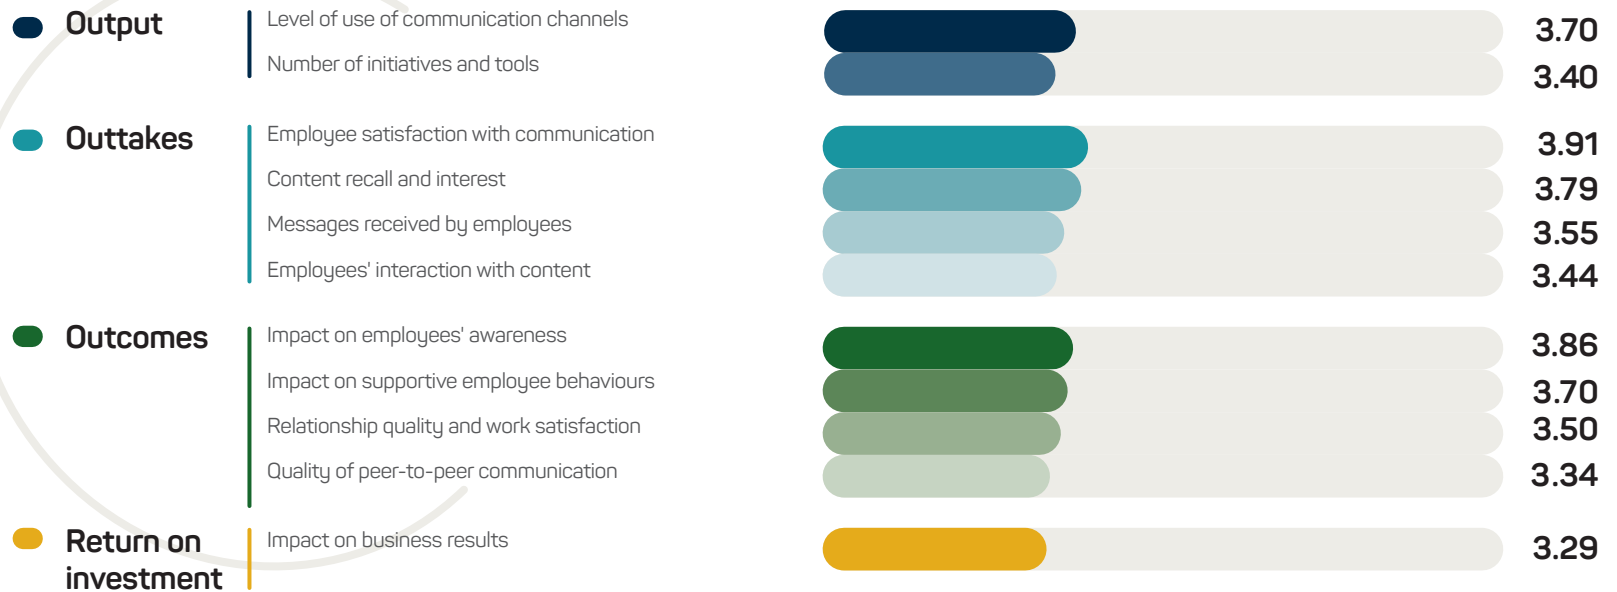 Output
Level of use of communication channels
3.70
Number of initiatives and tools
3.40
Outtakes
Employee satisfaction with communication
3.91
Content recall and interest
3.79
Messages received by employees
3.55
Employees' interaction with content
3.44
Outcomes
Impact on employees' awareness
3.86
Impact on supportive employee behaviours
3.70
Relationship quality and work satisfaction
3.50
Quality of peer-to-peer communication
3.34
Return on
investment
Impact on business results
3.29